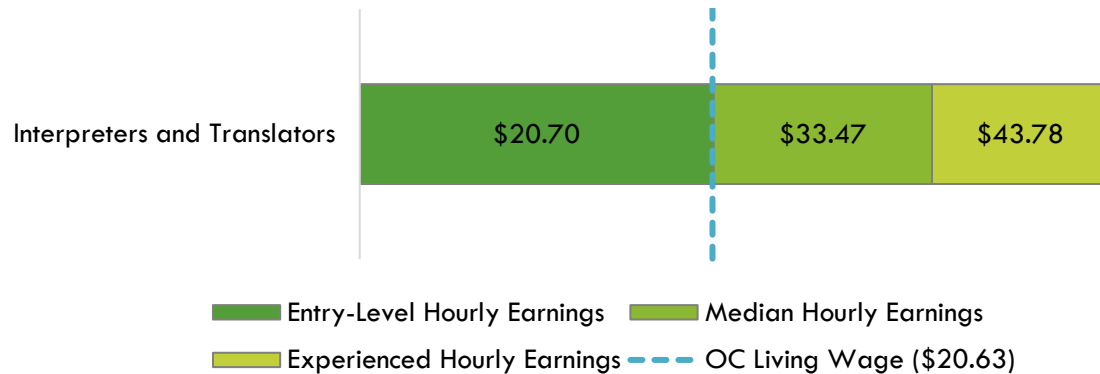 Interpreters and Translators $20.70 $33.47 $43.78
Entry-Level Hourly Earnings Median Hourly Earnings
Experienced Hourly Earnings OC Living Wage ($20.63)